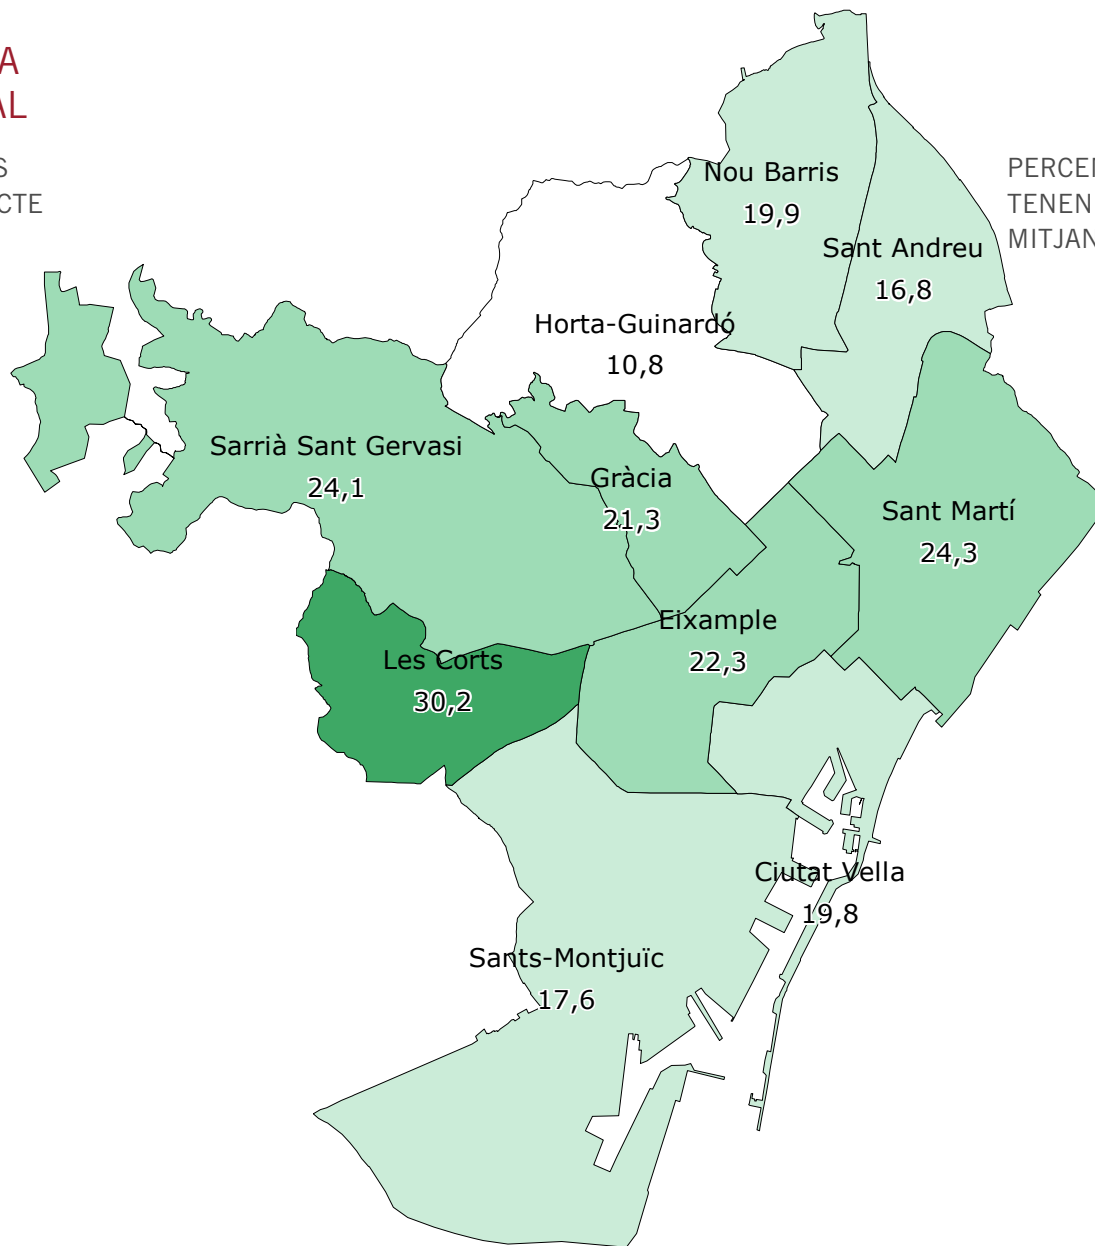 A
AL
S
CTE
TENEN
Nou Barris
19,9
Sant Andreu
16,8
Horta-Guinardó
10,8
Sarrià Sant Gervasi
24,1
Gràcia
21,3
Sant Martí
24,3
Eixample
22,3
Les Corts
30,2
Ciutat Vella
19,8
Sants-Montjuïc
17,6